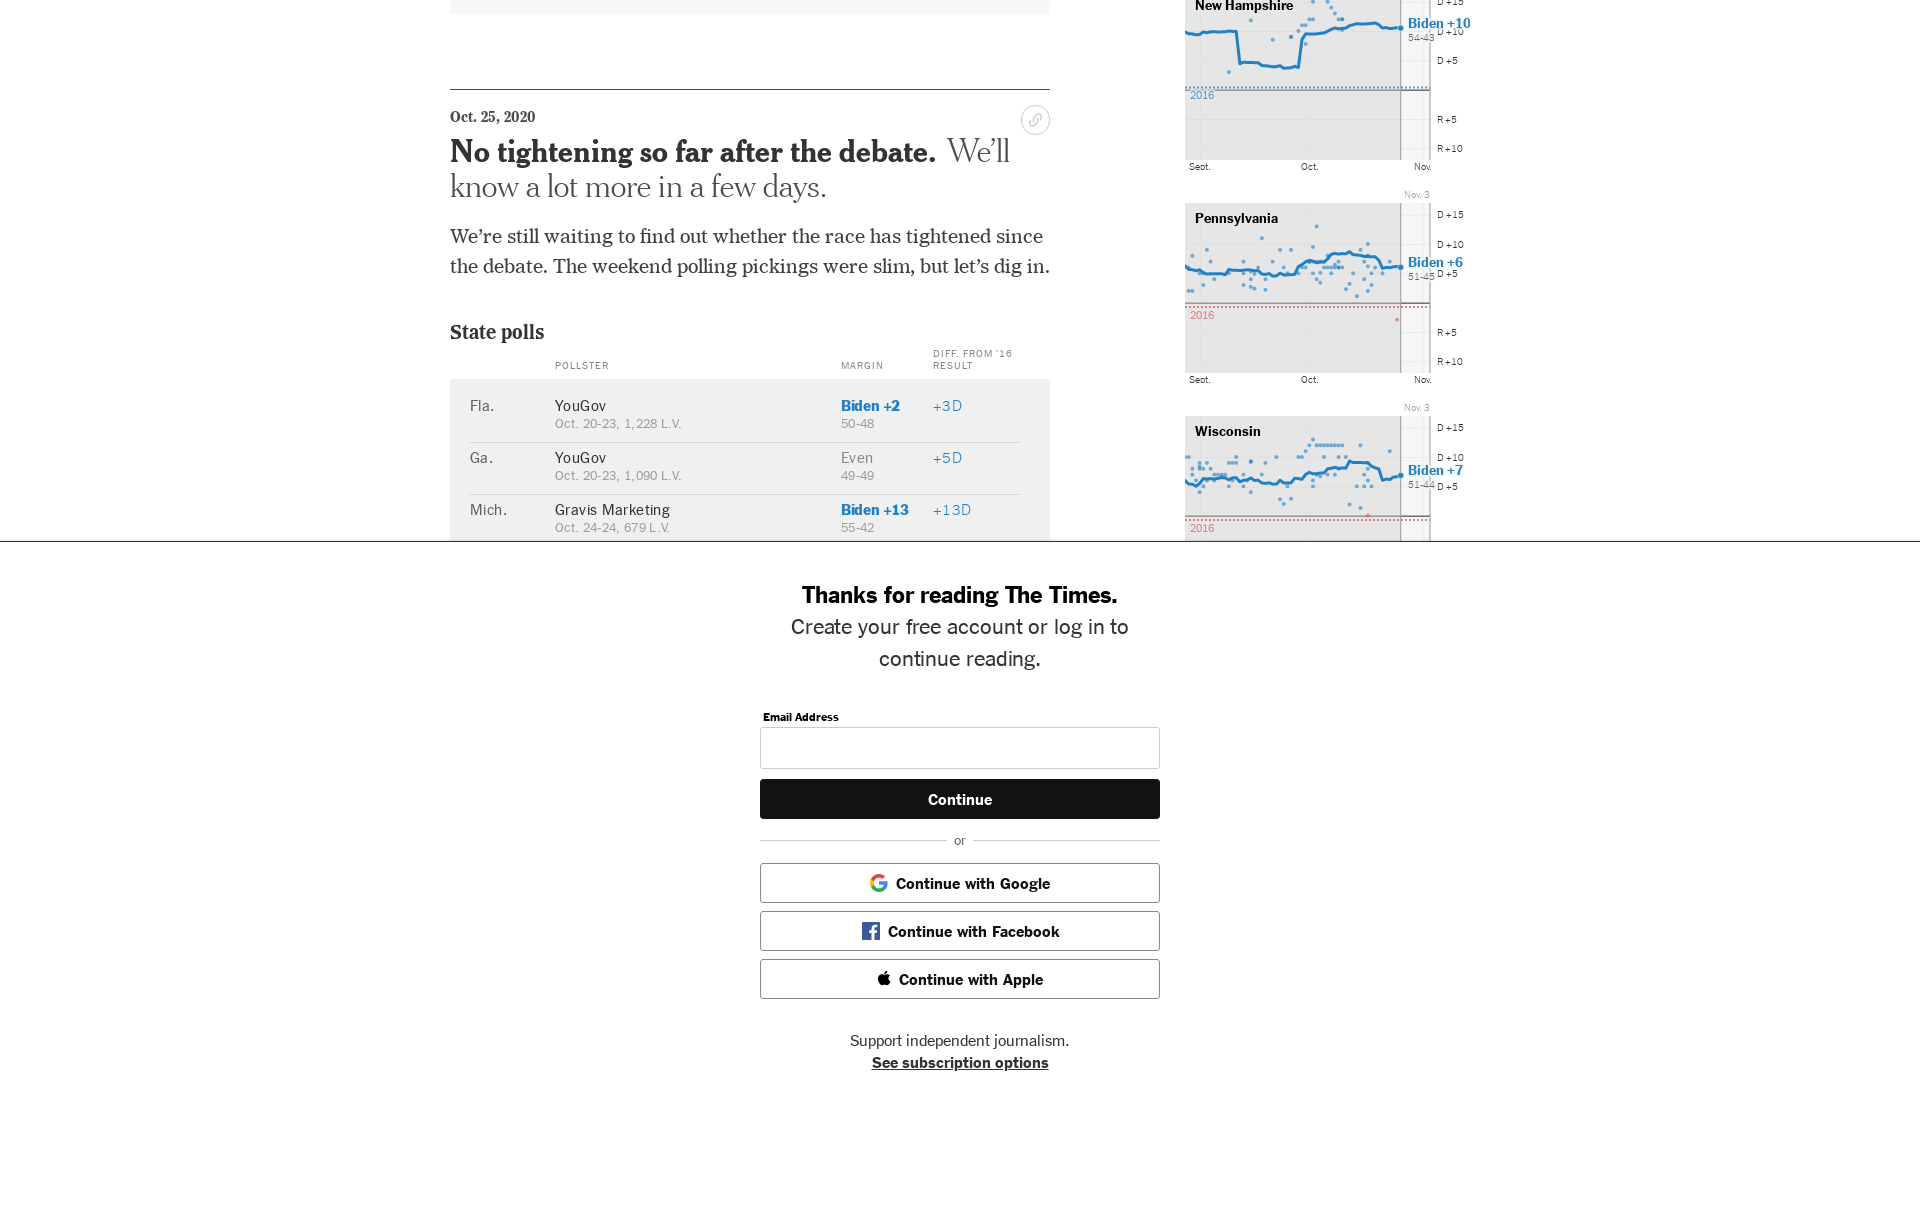 Oct. 25, 2020
No tightening so far after the debate. We’ll
know a lot more in a few days.
We’re still waiting to find out whether the race has tightened since
the debate. The weekend polling pickings were slim, but let’s dig in.
State polls
POLLSTER MARGIN DIFF. FROM ’16 RESULT
Fla. YouGov Biden +2 +3D
Oct. 20-23, 1,228 L.V. 50-48
Ga. YouGov Even +5D
Oct. 20-23, 1,090 L.V. 49-49
Mich. Gravis Marketing Biden +13 +13D
Oct. 24-24, 679 L.V. 55-42
New Hampshire
D +15
Biden +10
D +10
54-43
D +5
2016
R +5
R +10
Sept. Oct. Nov.
Nov. 3
Pennsylvania
D +15
D +10
Biden +6
51-45 D +5
2016
R +5
R +10
Sept. Oct. Nov.
Nov. 3
Wisconsin
D +15
D +10
Biden +7
51-44 D +5
2016
Thanks for reading The Times.
Create your free account or log in to
continue reading.
Email Address
Continue
or
Continue with Google
Continue with Facebook
Continue with Apple
Support independent journalism.
See subscription options